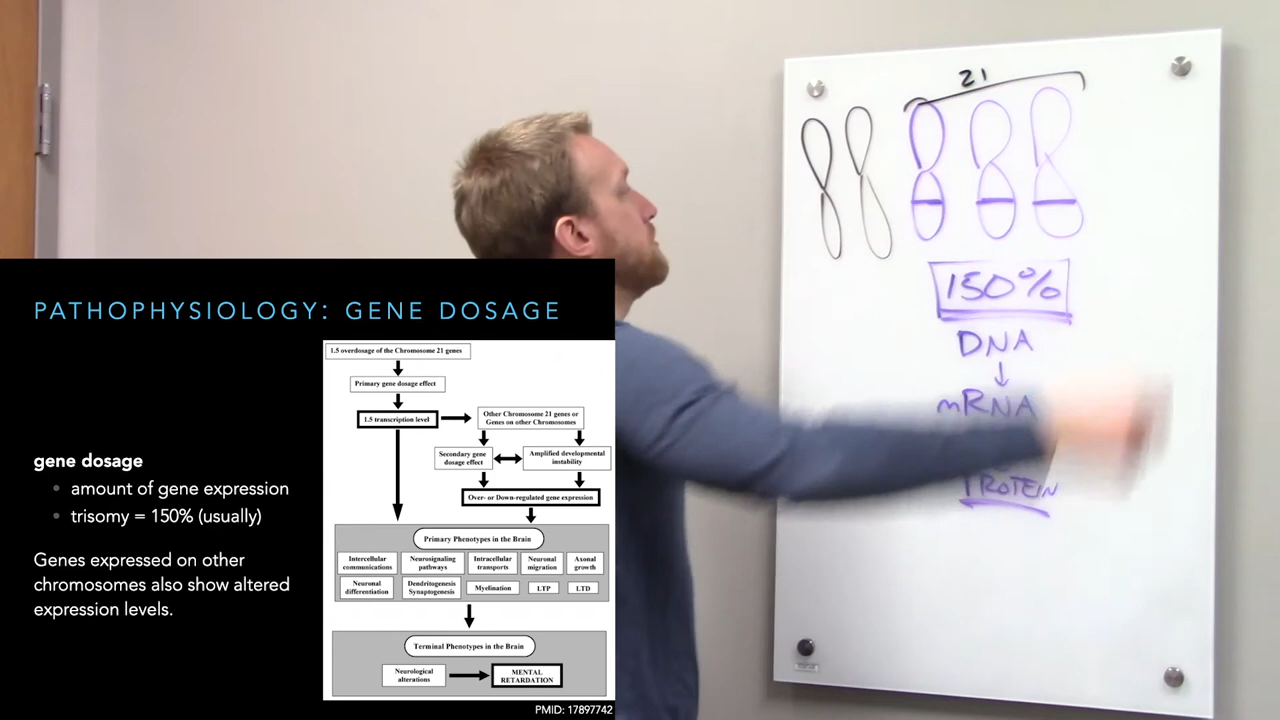 21
150%
DNA
↓
mRNA
PROTEIN
PATHOPHYSIOLOGY: GENE DOSAGE
gene dosage
• amount of gene expression
• trisomy = 150% (usually)
Genes expressed on other
chromosomes also show altered
expression levels.
1.5 overdosage of the Chromosome 21 genes
Primary gene dosage effect
1.5 transcription level
Other Chromosome 21 genes or
Genes on other Chromosomes
Secondary gene
dosage effect
Amplified developmental
instability
Over- or Down-regulated gene expression
Primary Phenotypes in the Brain
Intercellular
communications
Neurosignaling
pathways
Intracellular
transports
Neuronal
migration
Axonal
growth
Neuronal
differentiation
Dendritogenesis
Synaptogenesis
Myelination
LTP
LTD
Terminal Phenotypes in the Brain
Neurological
alterations
MENTAL
RETARDATION
PMID: 17897742